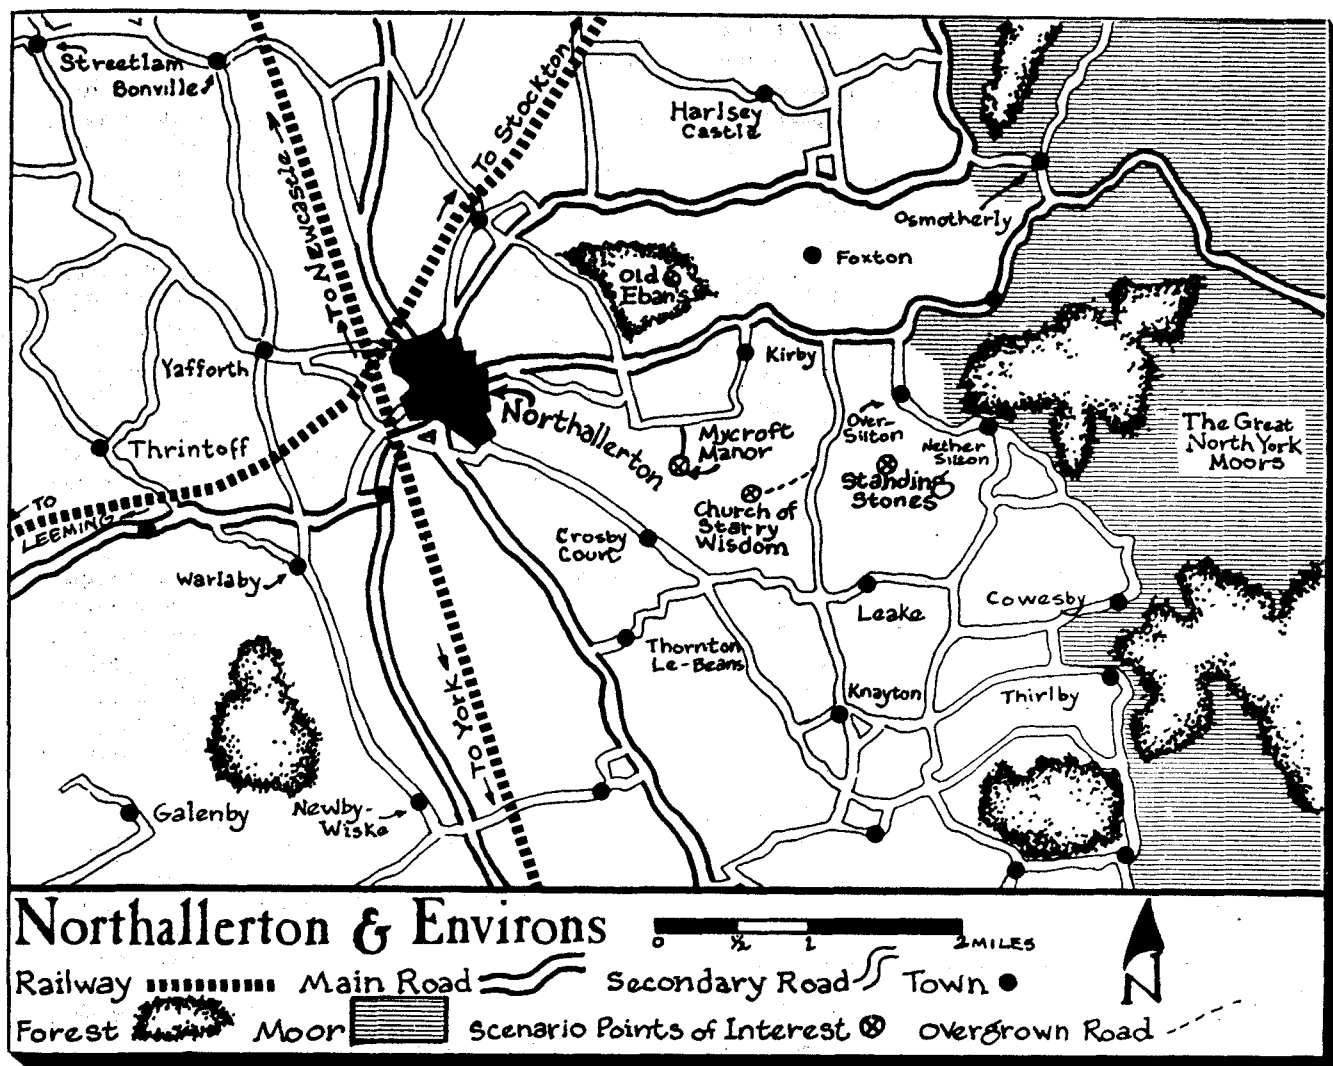 Streetlam
Bonville
To Newcastle
To Stockton
Harlsey
Castle
Osmotherly
Old
Eban's
Foxton
Yafforth
Kirby
Northallerton
Thrintoff
Mycroft
Manor
Over-
Silton
Nether
Silton
The Great
North York
Moors
Standing
Stones
To
Leeming
Church of
Starry
Wisdom
Crosby
Court
Warlaby
Leake
Cowesby
Thornton
Le-Beans
To York
Knayton
Thirlby
Galenby
Newby-
Wiske
Northallerton & Environs
0 ½ 1 2 Miles
Railway Main Road Secondary Road Town
N
Forest Moor Scenario Points of Interest Overgrown Road